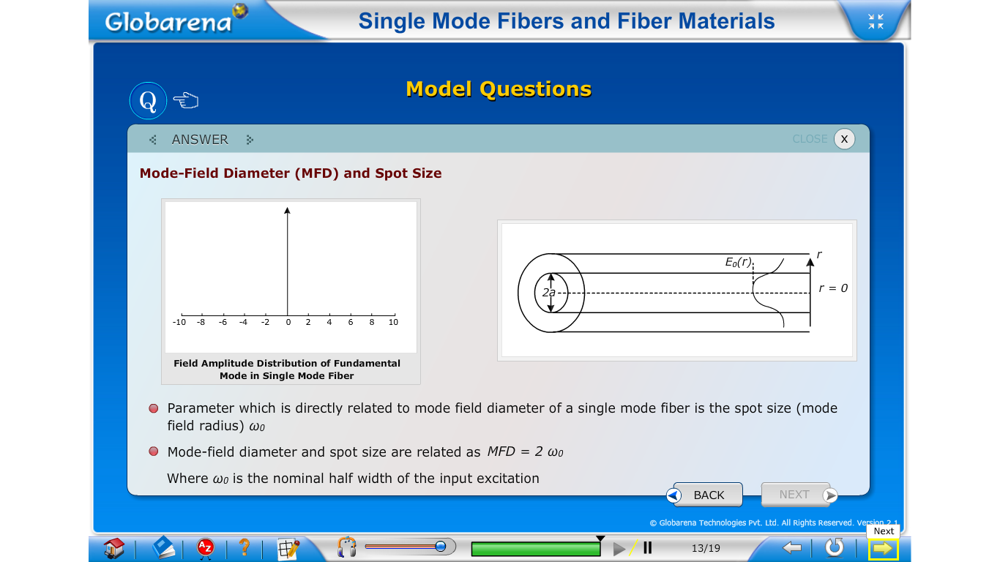 Globarena
Single Mode Fibers and Fiber Materials
Q
Model Questions
ANSWER
CLOSE X
Mode-Field Diameter (MFD) and Spot Size
-10 -8 -6 -4 -2 0 2 4 6 8 10
Field Amplitude Distribution of Fundamental
Mode in Single Mode Fiber
E₀(r)
r
2a
r = 0
Parameter which is directly related to mode field diameter of a single mode fiber is the spot size (mode
field radius) ω₀
Mode-field diameter and spot size are related as MFD = 2 ω₀
Where ω₀ is the nominal half width of the input excitation
BACK
NEXT
© Globarena Technologies Pvt. Ltd. All Rights Reserved. Version 2.1
Next
AZ
?
13/19